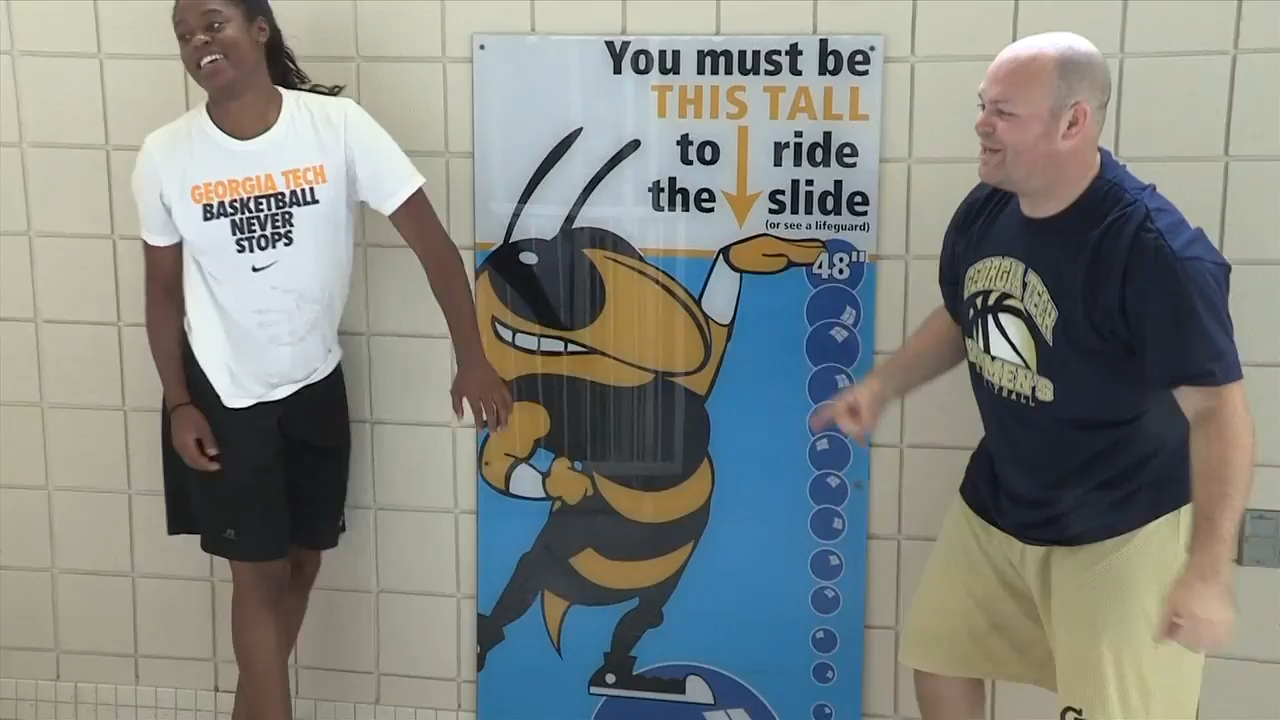 You must be
THIS TALL
to ride
the slide
(or see a lifeguard)
48"
GEORGIA TECH
BASKETBALL
NEVER
STOPS
GEORGIA TECH
WOMEN'S
BASKETBALL
G